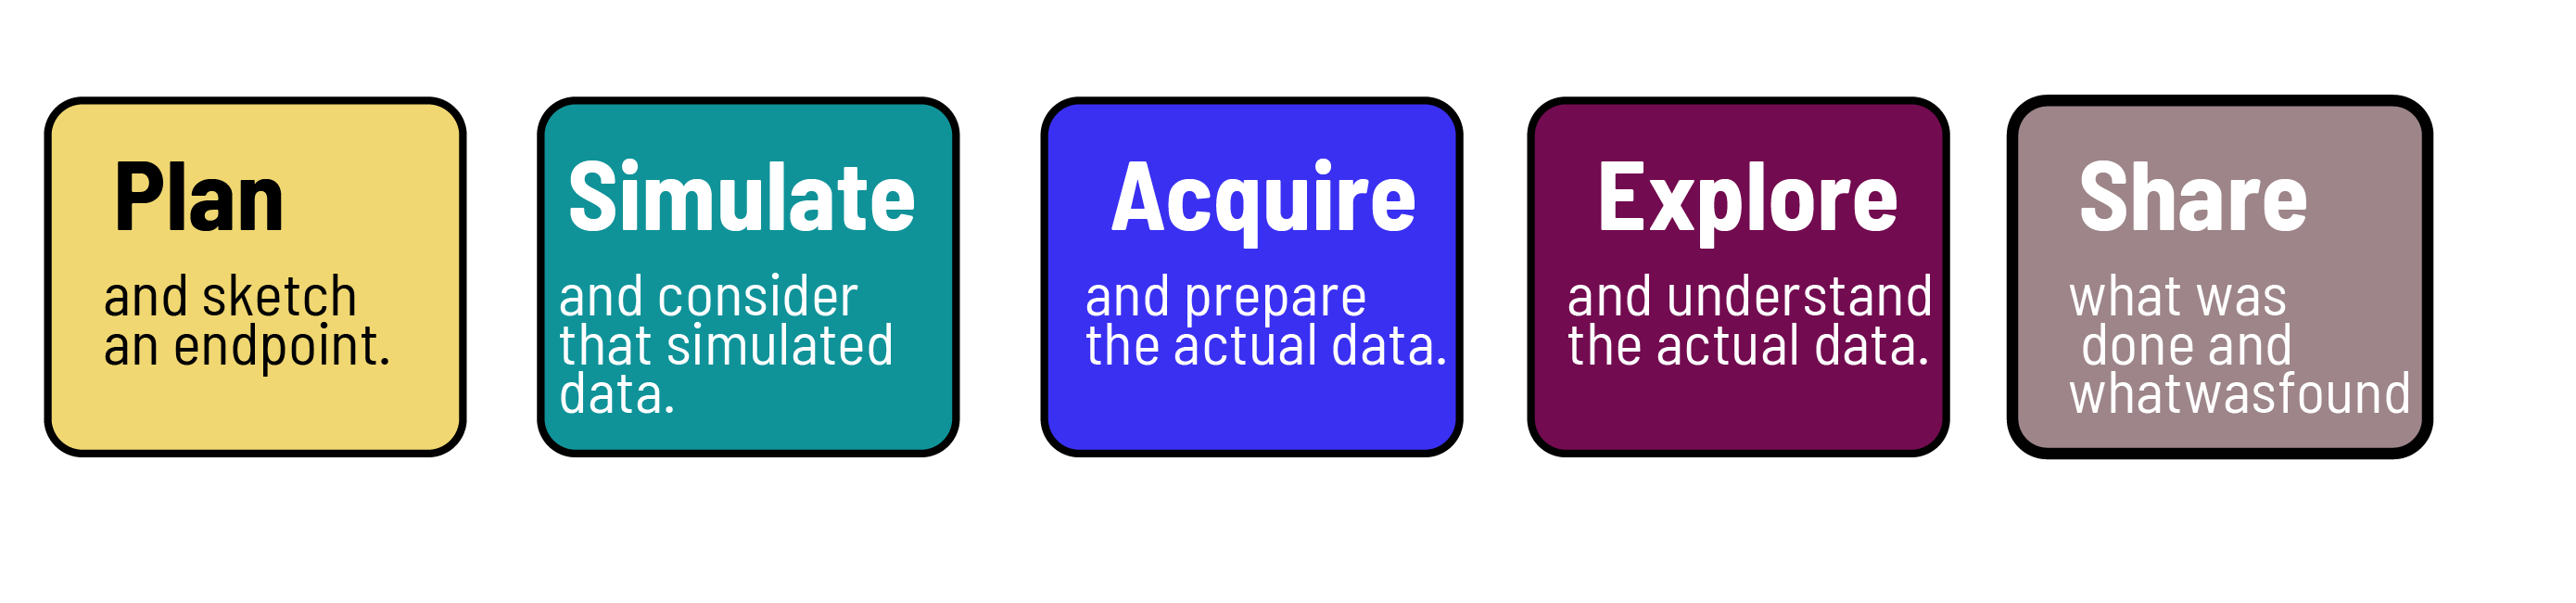 Plan
and sketch
an endpoint.
Simulate
and consider
that simulated
data.
Acquire
and prepare
the actual data.
Explore
and understand
the actual data.
Share
what was
done and
whatwasfound